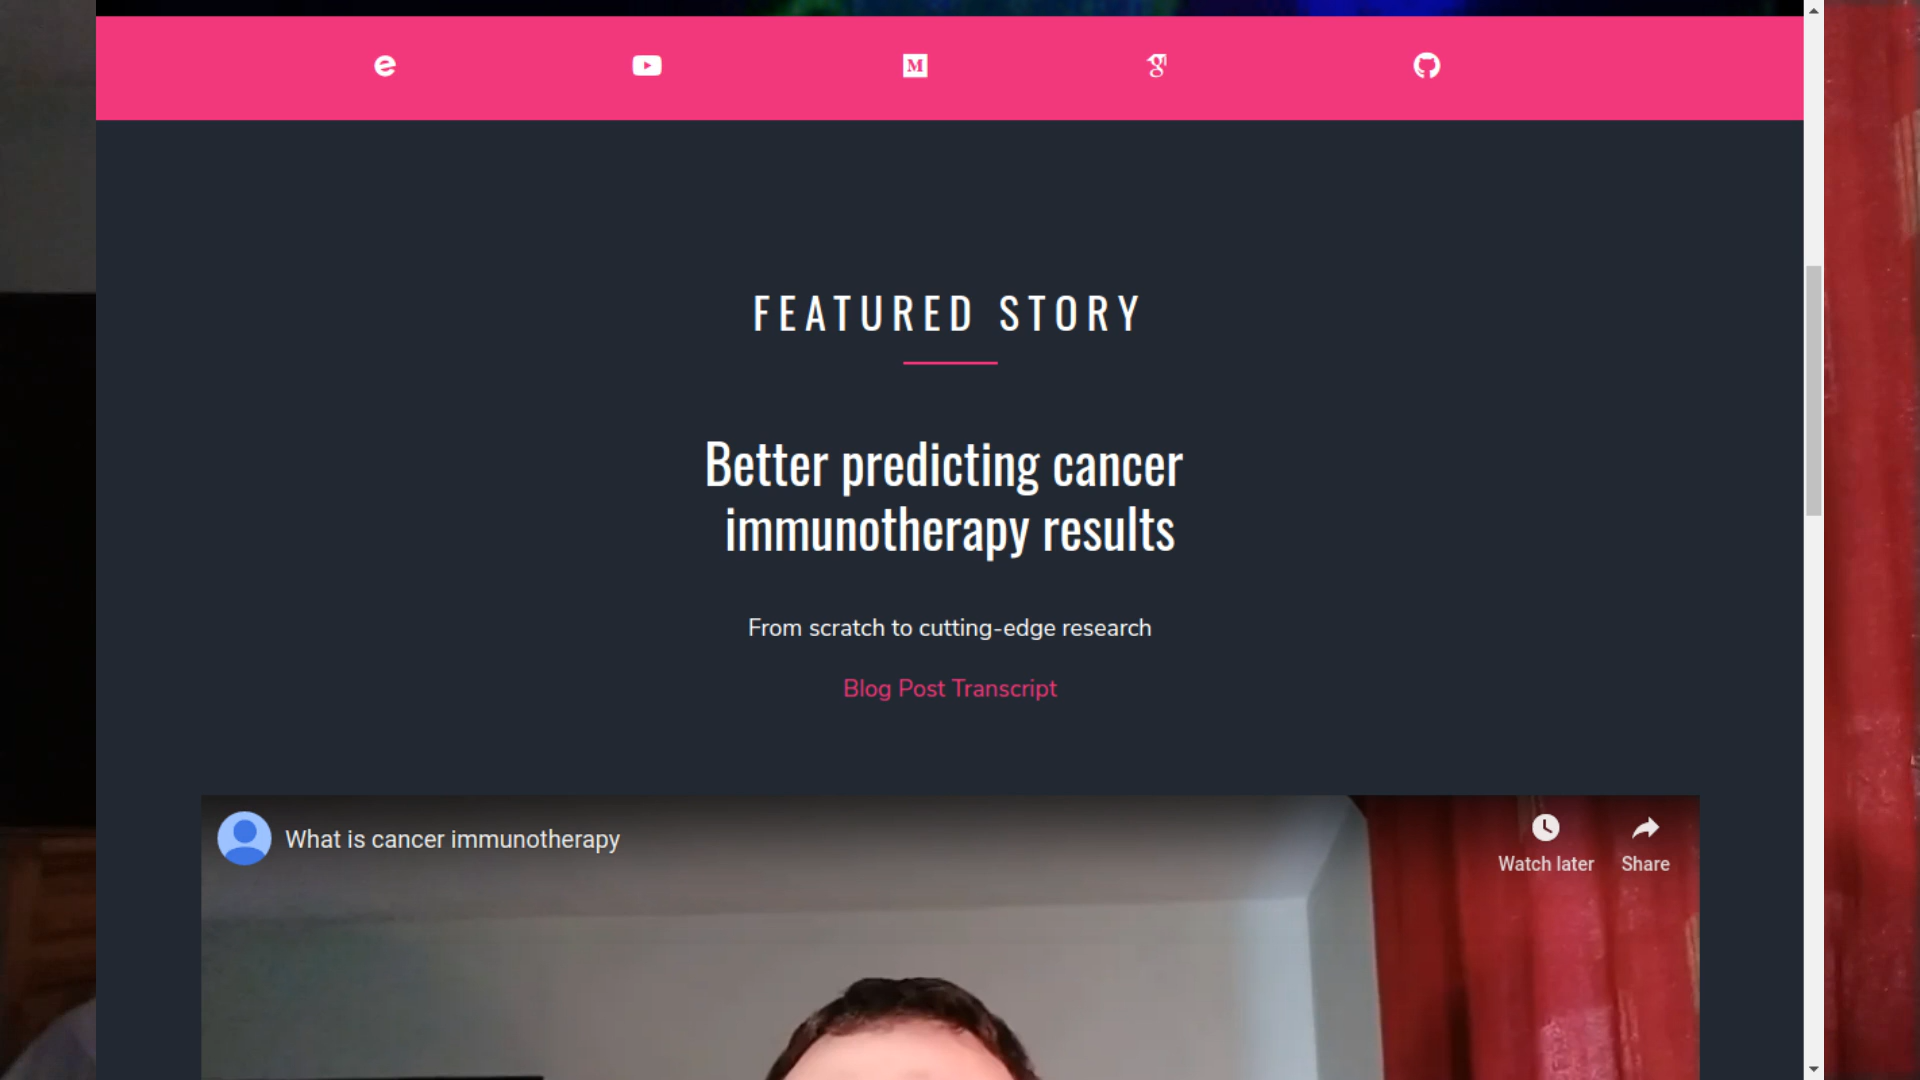 FEATURED STORY
Better predicting cancer
immunotherapy results
From scratch to cutting-edge research
Blog Post Transcript
What is cancer immunotherapy
Watch later
Share